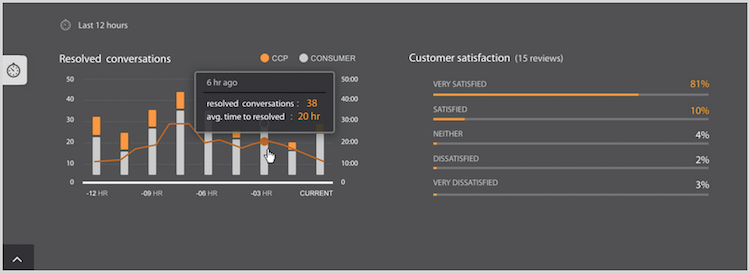 Last 12 hours
Resolved conversations
CCP
CONSUMER
50
40
30
20
10
0
50:00
40:00
30:00
20:00
10:00
0:00
6 hr ago
resolved conversations : 38
avg. time to resolved : 20 hr
-12 HR
-09 HR
-06 HR
-03 HR
CURRENT
Customer satisfaction (15 reviews)
VERY SATISFIED 81%
SATISFIED 10%
NEITHER 4%
DISSATISFIED 2%
VERY DISSATISFIED 3%